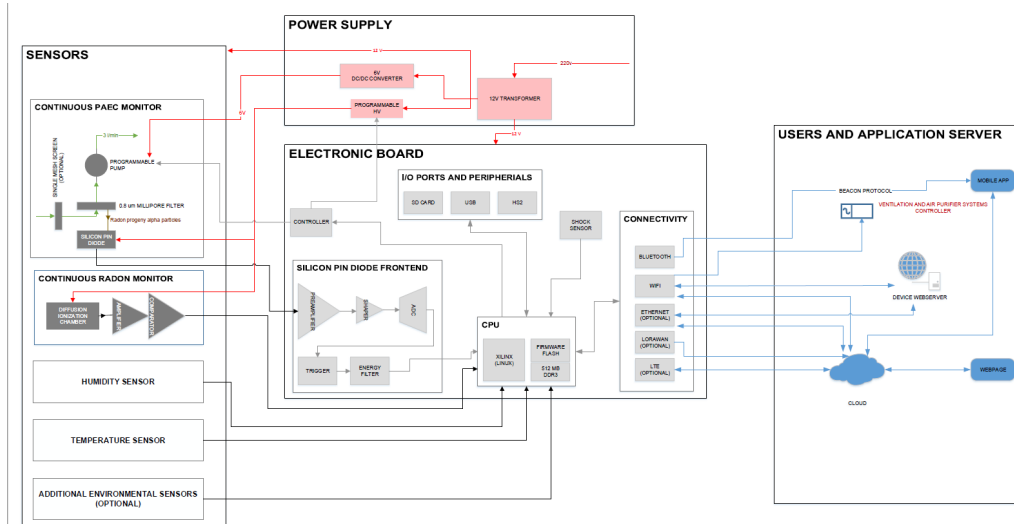 POWER SUPPLY
12 V
220V
6V
DC/DC CONVERTER
12V TRANSFORMER
PROGRAMMABLE
HV
6V
12 V
SENSORS
CONTINUOUS PAEC MONITOR
3 l/min
SINGLE MESH SCREEN
(OPTIONAL)
PROGRAMMABLE
PUMP
0.8 um MILLIPORE FILTER
Radon progeny alpha particles
SILICON PIN
DIODE
CONTINUOUS RADON MONITOR
DIFFUSION
IONIZATION
CHAMBER
AMPLIFIER
COMPARATOR
HUMIDITY SENSOR
TEMPERATURE SENSOR
ADDITIONAL ENVIRONMENTAL SENSORS
(OPTIONAL)
ELECTRONIC BOARD
I/O PORTS AND PERIPHERIALS
SD CARD
USB
HS2
CONTROLLER
SHOCK
SENSOR
SILICON PIN DIODE FRONTEND
PREAMPLIFIER
SHAPER
ADC
TRIGGER
ENERGY
FILTER
CPU
XILINX
(LINUX)
FIRMWARE
FLASH
512 MB
DDR3
CONNECTIVITY
BLUETOOTH
WIFI
ETHERNET
(OPTIONAL)
LORAWAN
(OPTIONAL)
LTE
(OPTIONAL)
USERS AND APPLICATION SERVER
BEACON PROTOCOL
MOBILE APP
VENTILATION AND AIR PURIFIER SYSTEMS
CONTROLLER
DEVICE WEBSERVER
CLOUD
WEBPAGE